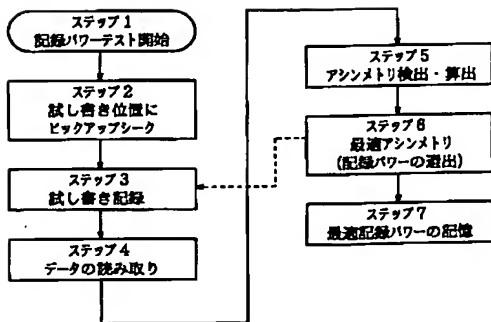 ステップ1
記録パワーテスト開始
ステップ2
試し書き位置に
ピックアップシーク
ステップ3
試し書き記録
ステップ4
データの読み取り
ステップ5
アシンメトリ検出・算出
ステップ6
最適アシンメトリ
(記録パワーの選出)
ステップ7
最適記録パワーの記憶